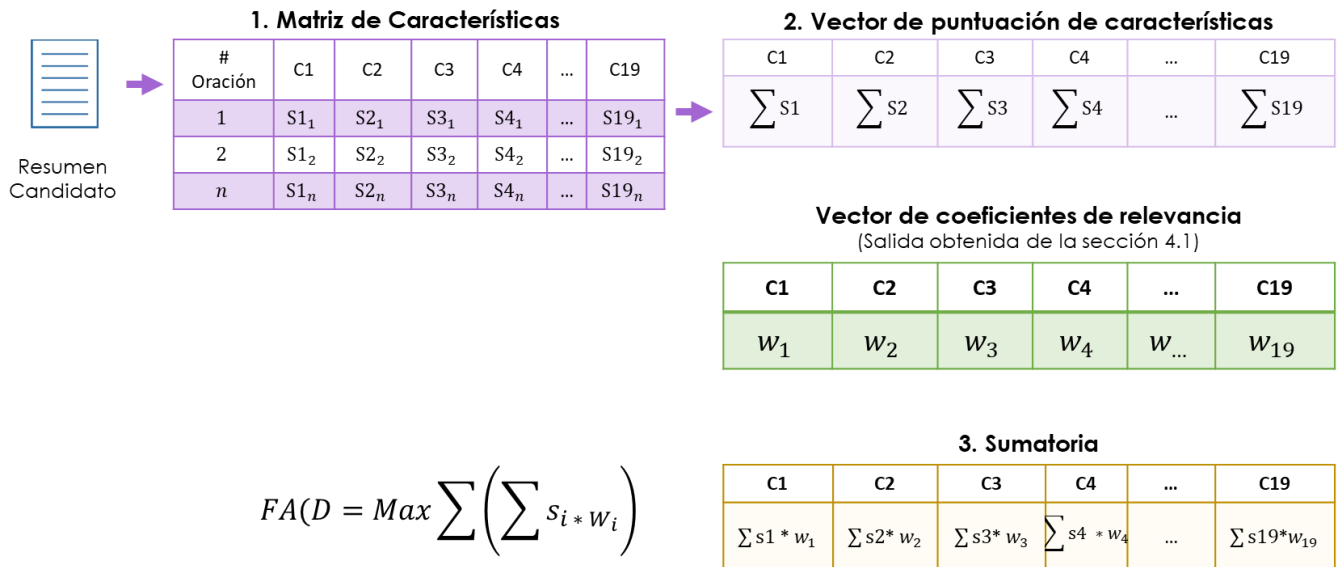 1. Matriz de Características
Resumen
Candidato
# Oración C1 C2 C3 C4 ... C19
1 S1₁ S2₁ S3₁ S4₁ ... S19₁
2 S1₂ S2₂ S3₂ S4₂ ... S19₂
n S1ₙ S2ₙ S3ₙ S4ₙ ... S19ₙ
2. Vector de puntuación de características
C1 C2 C3 C4 ... C19
∑ S1 ∑ S2 ∑ S3 ∑ S4 ... ∑ S19
Vector de coeficientes de relevancia
(Salida obtenida de la sección 4.1)
C1 C2 C3 C4 ... C19
w₁ w₂ w₃ w₄ w... w₁₉
FA(D = Max ∑ (∑ s_{i * w_i})
3. Sumatoria
C1 C2 C3 C4 ... C19
∑ s1 * w₁ ∑ s2* w₂ ∑ s3* w₃ ∑ s4 * w₄ ... ∑ s19*w₁₉